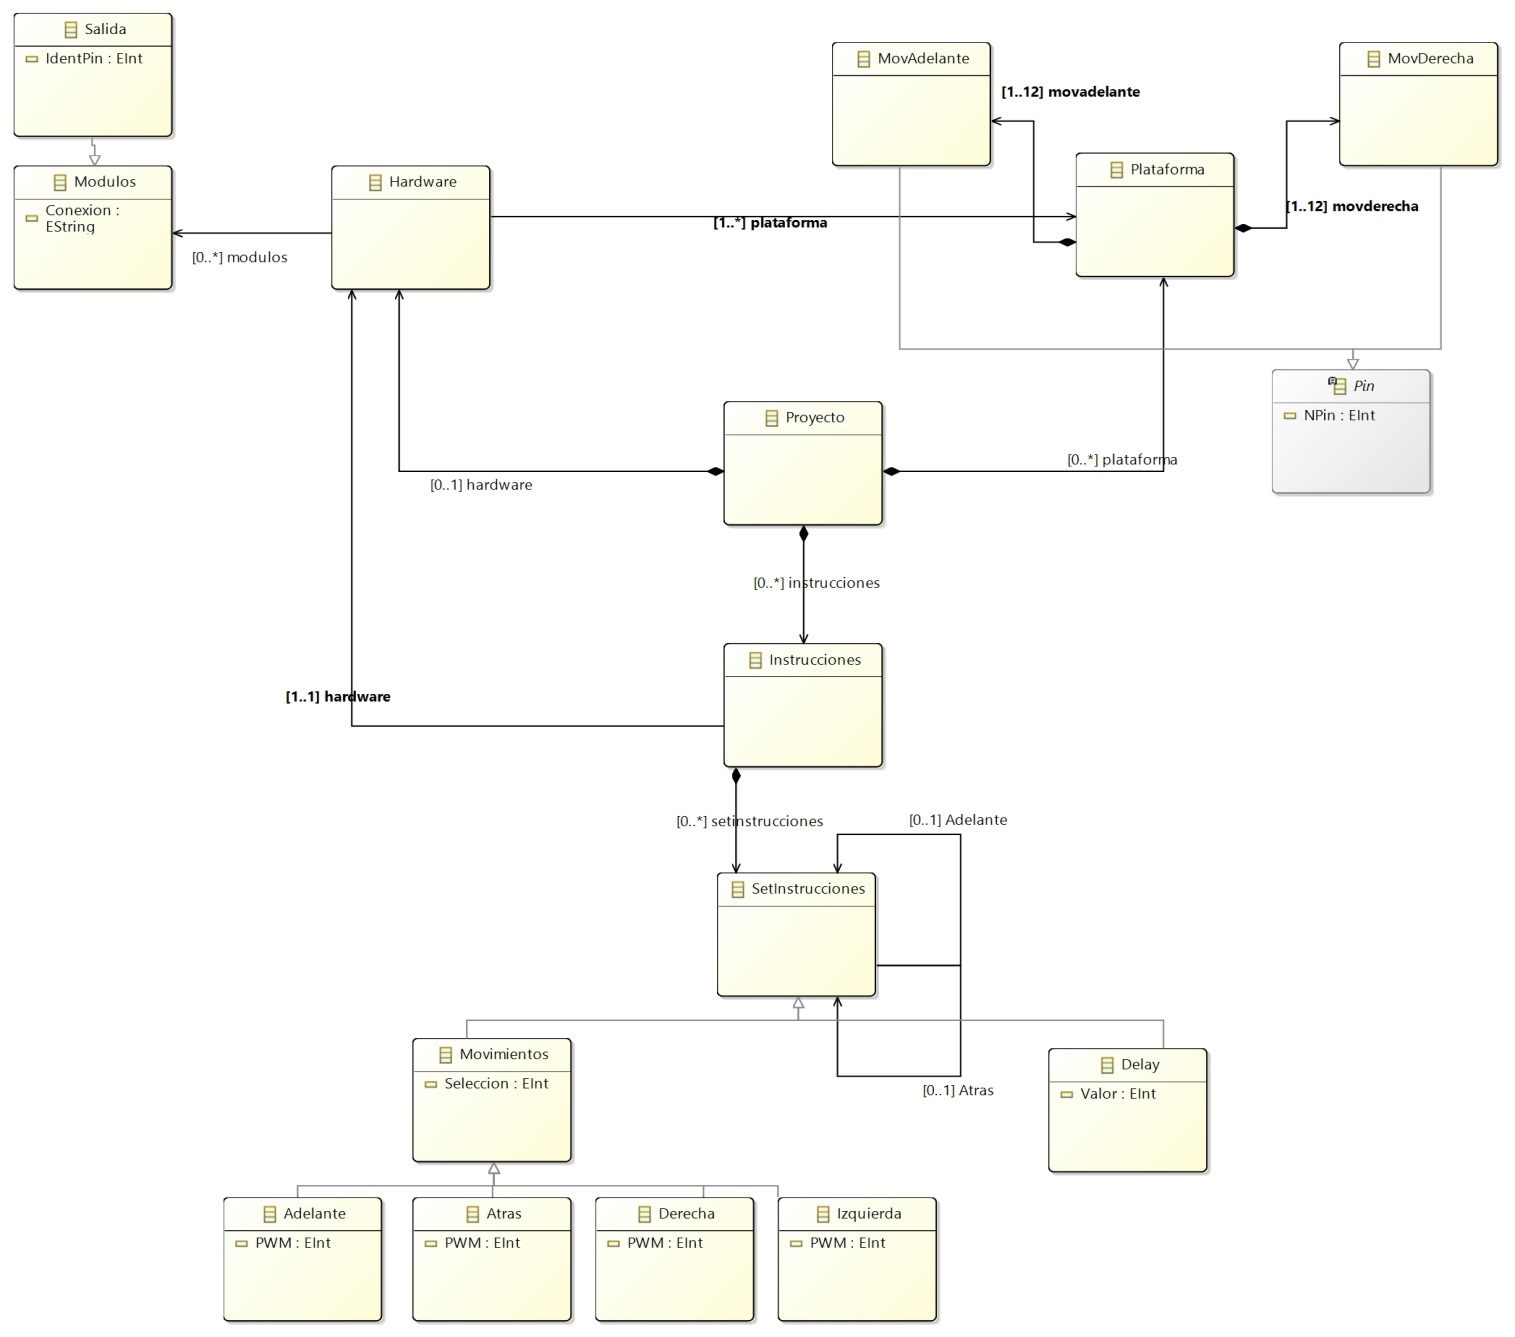 Salida
IdentPin : EInt
Modulos
Conexion :
EString
[0..*] modulos
Hardware
[1..*] plataforma
MovAdelante
[1..12] movadelante
Plataforma
MovDerecha
[1..12] movderecha
Pin
NPin : EInt
Proyecto
[0..1] hardware
[0..*] plataforma
[0..*] instrucciones
Instrucciones
[1..1] hardware
[0..*] setinstrucciones
[0..1] Adelante
SetInstrucciones
[0..1] Atras
Movimientos
Seleccion : EInt
Delay
Valor : EInt
Adelante
PWM : EInt
Atras
PWM : EInt
Derecha
PWM : EInt
Izquierda
PWM : EInt